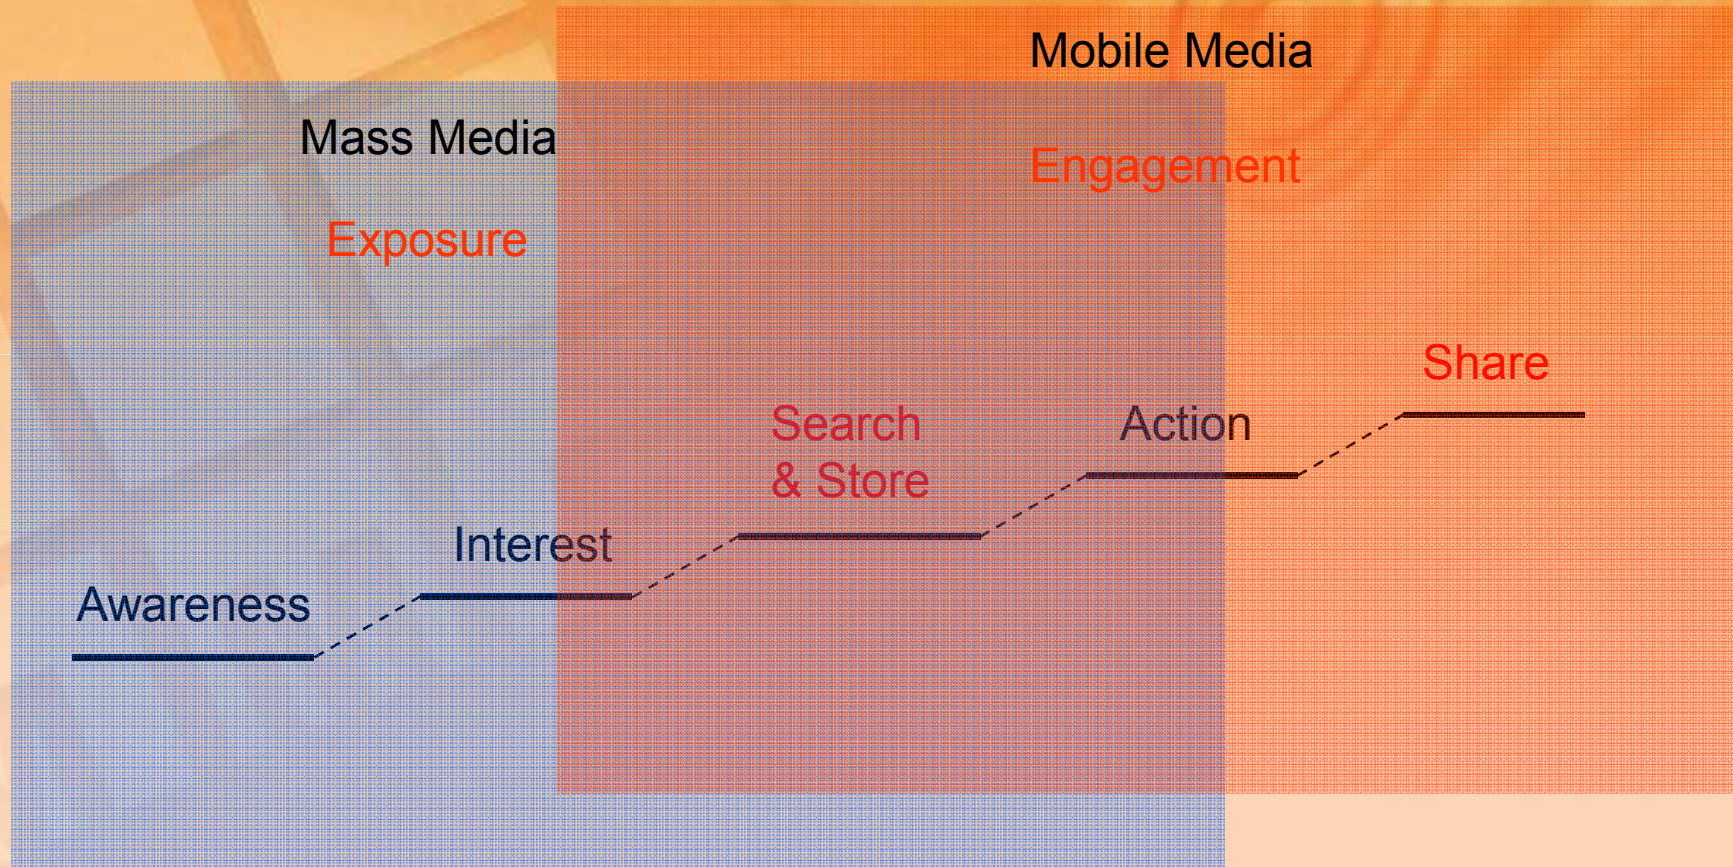 Mobile Media
Mass Media
Engagement
Exposure
Share
Search
& Store
Action
Interest
Awareness